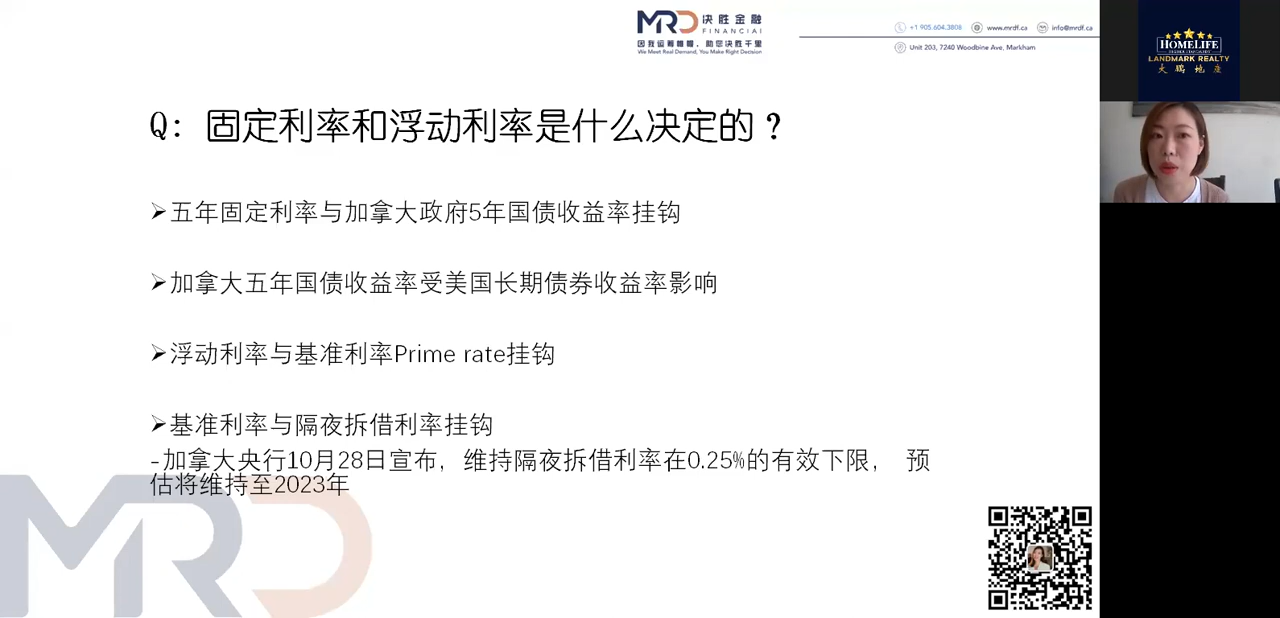 MRD 决胜金融
FINANCIAL
因我运筹帷幄，助您决胜千里
We Meet Real Demand, You Make Right Decision
+1 905.604.3808 www.mrdf.ca info@mrdf.ca
Unit 203, 7240 Woodbine Ave, Markham
HOMELIFE
LANDMARK REALTY
大鹏地产
Q: 固定利率和浮动利率是什么决定的？
➢五年固定利率与加拿大政府5年国债收益率挂钩
➢加拿大五年国债收益率受美国长期债券收益率影响
➢浮动利率与基准利率Prime rate挂钩
➢基准利率与隔夜拆借利率挂钩
-加拿大央行10月28日宣布，维持隔夜拆借利率在0.25%的有效下限， 预
估将维持至2023年
MRD